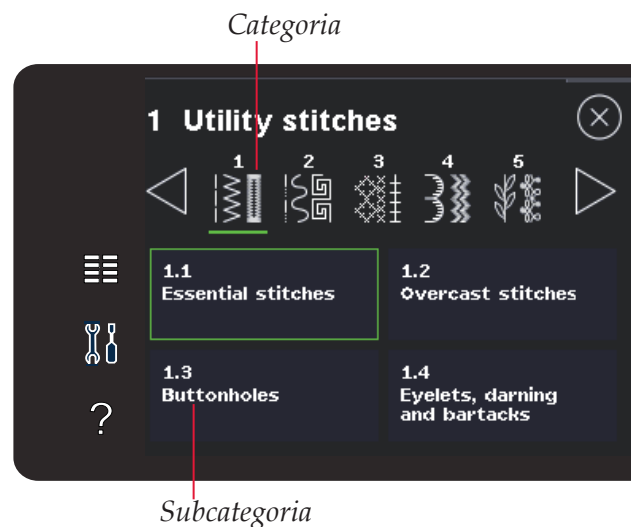 Categoria
1 Utility stitches
1 2 3 4 5
1.1
Essential stitches
1.2
Overcast stitches
1.3
Buttonholes
1.4
Eyelets, darning
and bartacks
?
Subcategoria